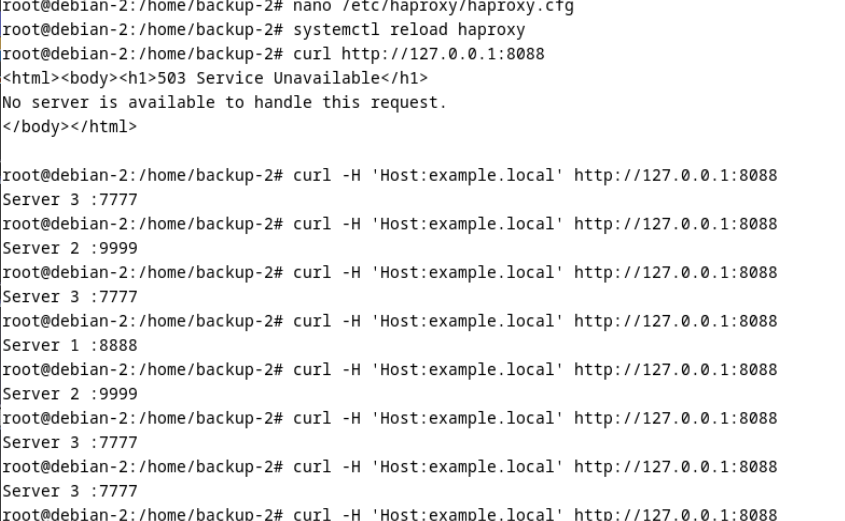 root@debian-2:/home/backup-2# nano /etc/haproxy/haproxy.cfg
root@debian-2:/home/backup-2# systemctl reload haproxy
root@debian-2:/home/backup-2# curl http://127.0.0.1:8088
<html><body><h1>503 Service Unavailable</h1>
No server is available to handle this request.
</body></html>
root@debian-2:/home/backup-2# curl -H 'Host:example.local' http://127.0.0.1:8088
Server 3 :7777
root@debian-2:/home/backup-2# curl -H 'Host:example.local' http://127.0.0.1:8088
Server 2 :9999
root@debian-2:/home/backup-2# curl -H 'Host:example.local' http://127.0.0.1:8088
Server 3 :7777
root@debian-2:/home/backup-2# curl -H 'Host:example.local' http://127.0.0.1:8088
Server 1 :8888
root@debian-2:/home/backup-2# curl -H 'Host:example.local' http://127.0.0.1:8088
Server 2 :9999
root@debian-2:/home/backup-2# curl -H 'Host:example.local' http://127.0.0.1:8088
Server 3 :7777
root@debian-2:/home/backup-2# curl -H 'Host:example.local' http://127.0.0.1:8088
Server 3 :7777
root@debian-2:/home/backup-2# curl -H 'Host:example.local' http://127.0.0.1:8088